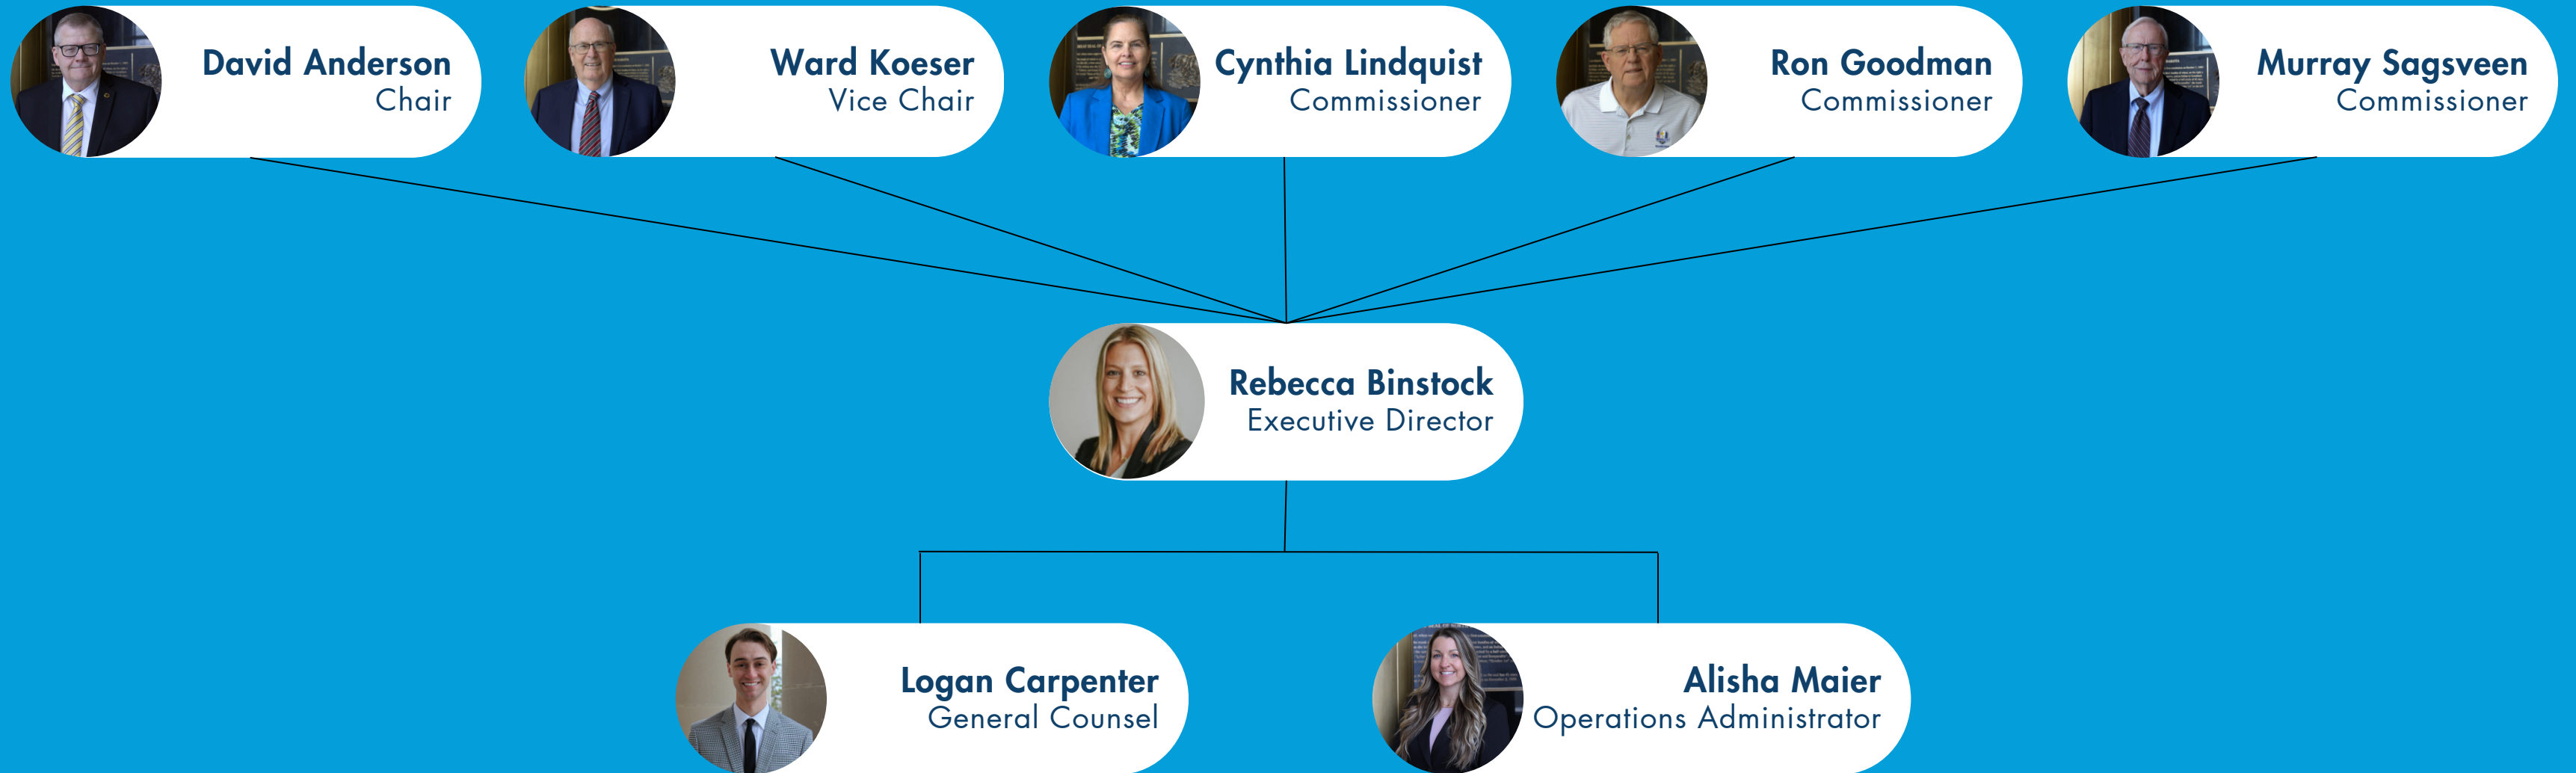 David Anderson
Chair
Ward Koeser
Vice Chair
Cynthia Lindquist
Commissioner
Ron Goodman
Commissioner
Murray Sagsveen
Commissioner
Rebecca Binstock
Executive Director
Logan Carpenter
General Counsel
Alisha Maier
Operations Administrator